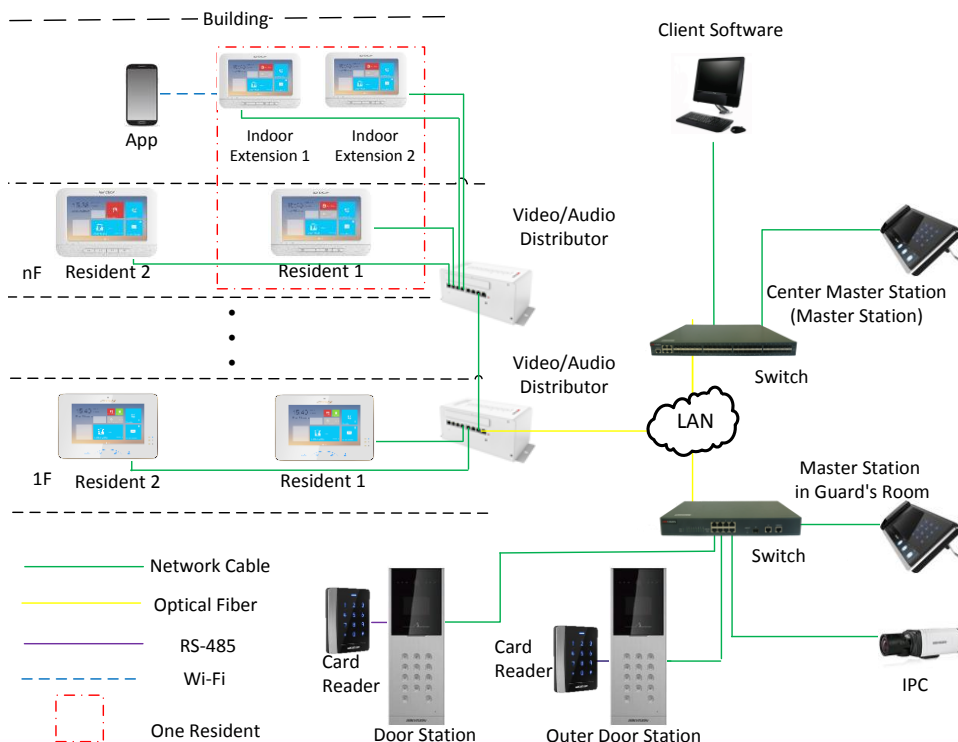 Building
Client Software
App
Indoor
Extension 1
Indoor
Extension 2
Video/Audio
Distributor
nF
Resident 2
Resident 1
Center Master Station
(Master Station)
Switch
Video/Audio
Distributor
LAN
1F
Resident 2
Resident 1
Master Station
in Guard's Room
Switch
Network Cable
Optical Fiber
RS-485
Wi-Fi
One Resident
Card
Reader
Door Station
Card
Reader
Outer Door Station
IPC